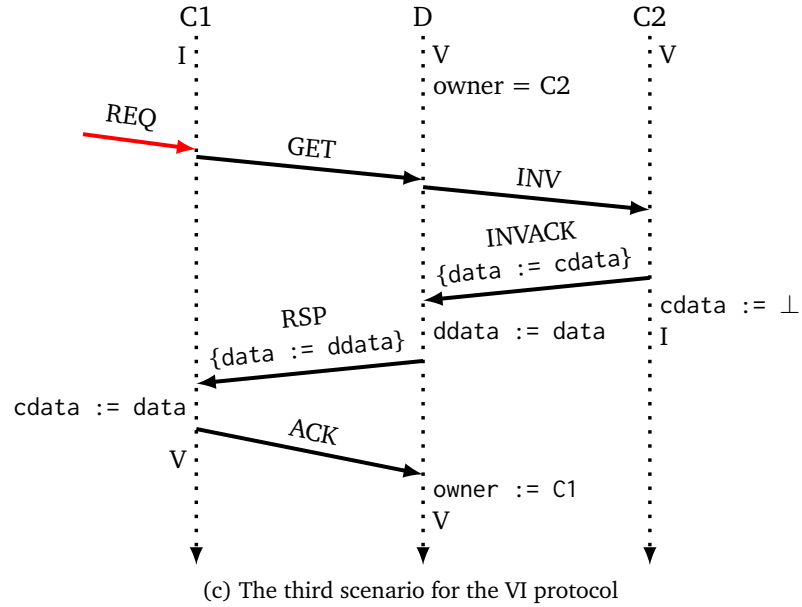 C1 D C2
I V V
owner = C2
REQ
GET
INV
INVACK
{data := cdata}
cdata := ⊥
RSP
ddata := data
I
{data := ddata}
cdata := data
ACK
V
owner := C1
V
(c) The third scenario for the VI protocol